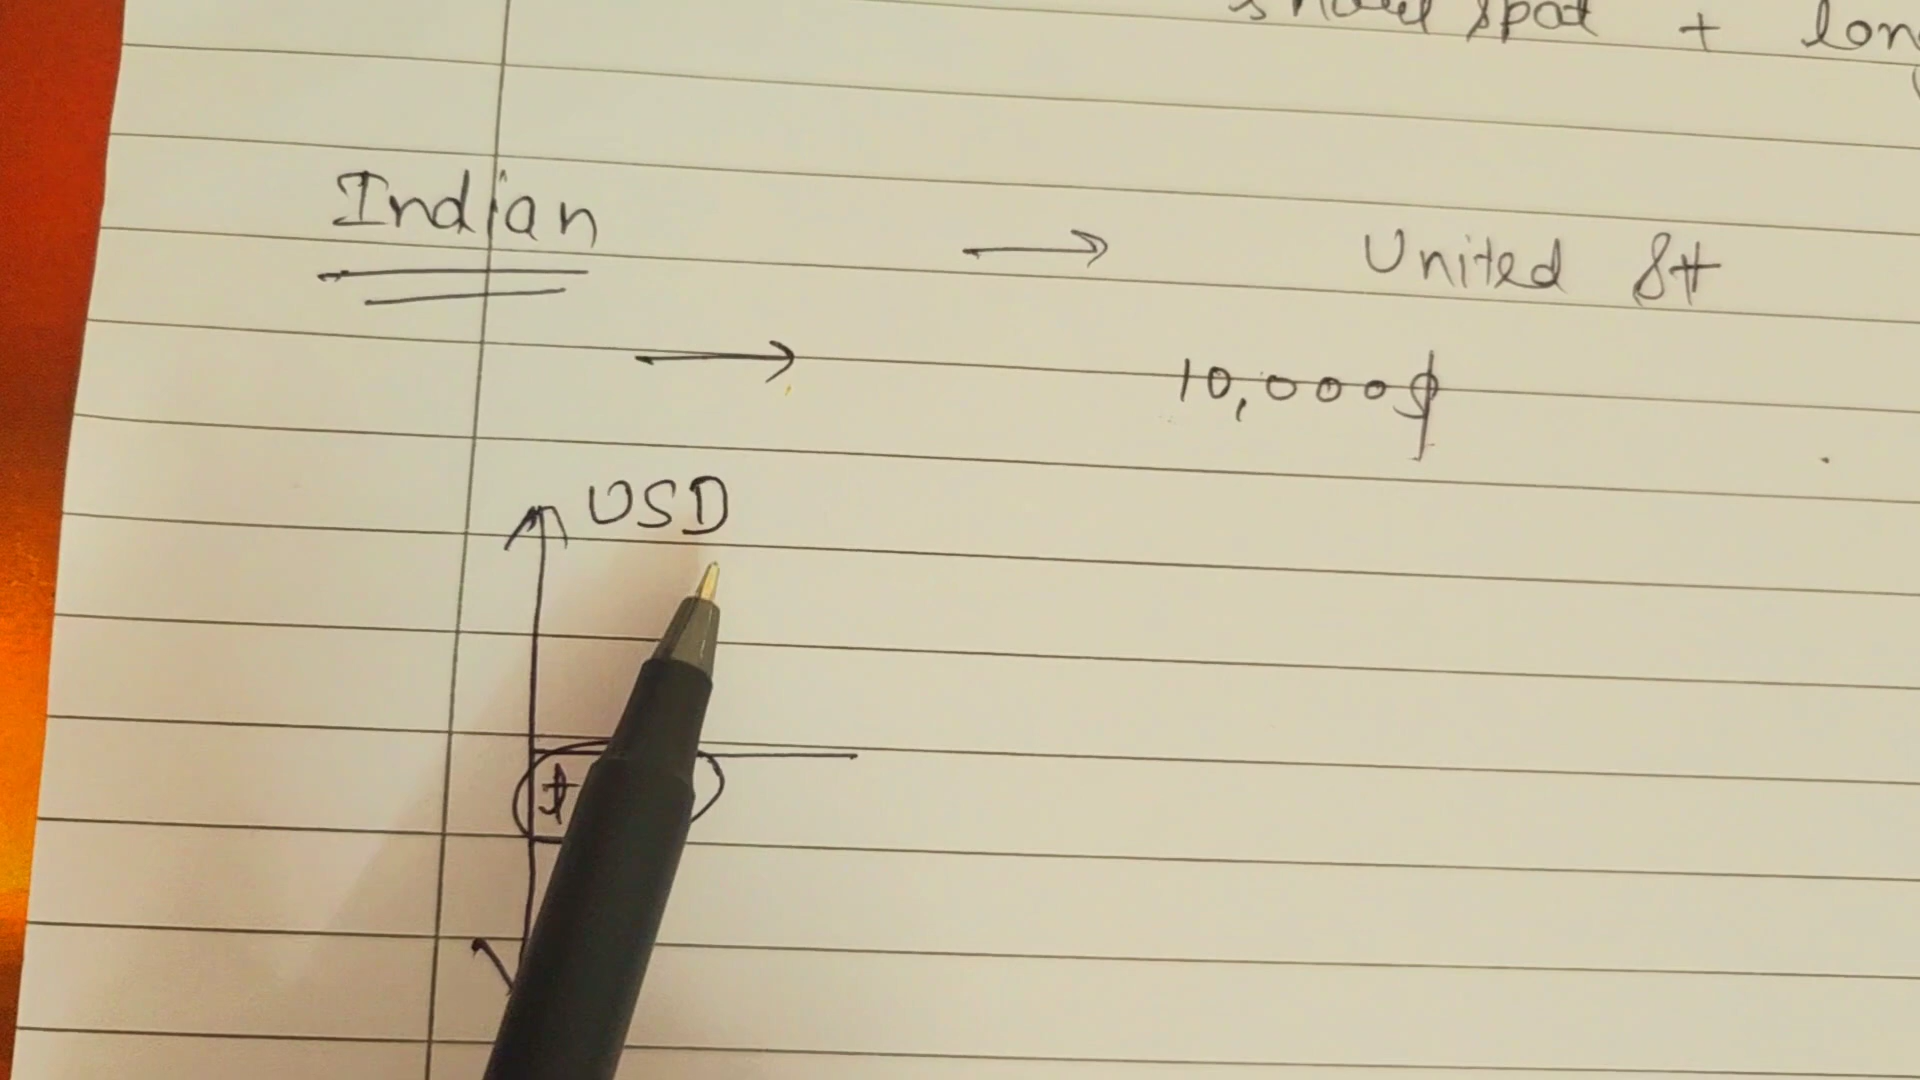 spot + lon
Indian → United St
→ 10,000$
USD